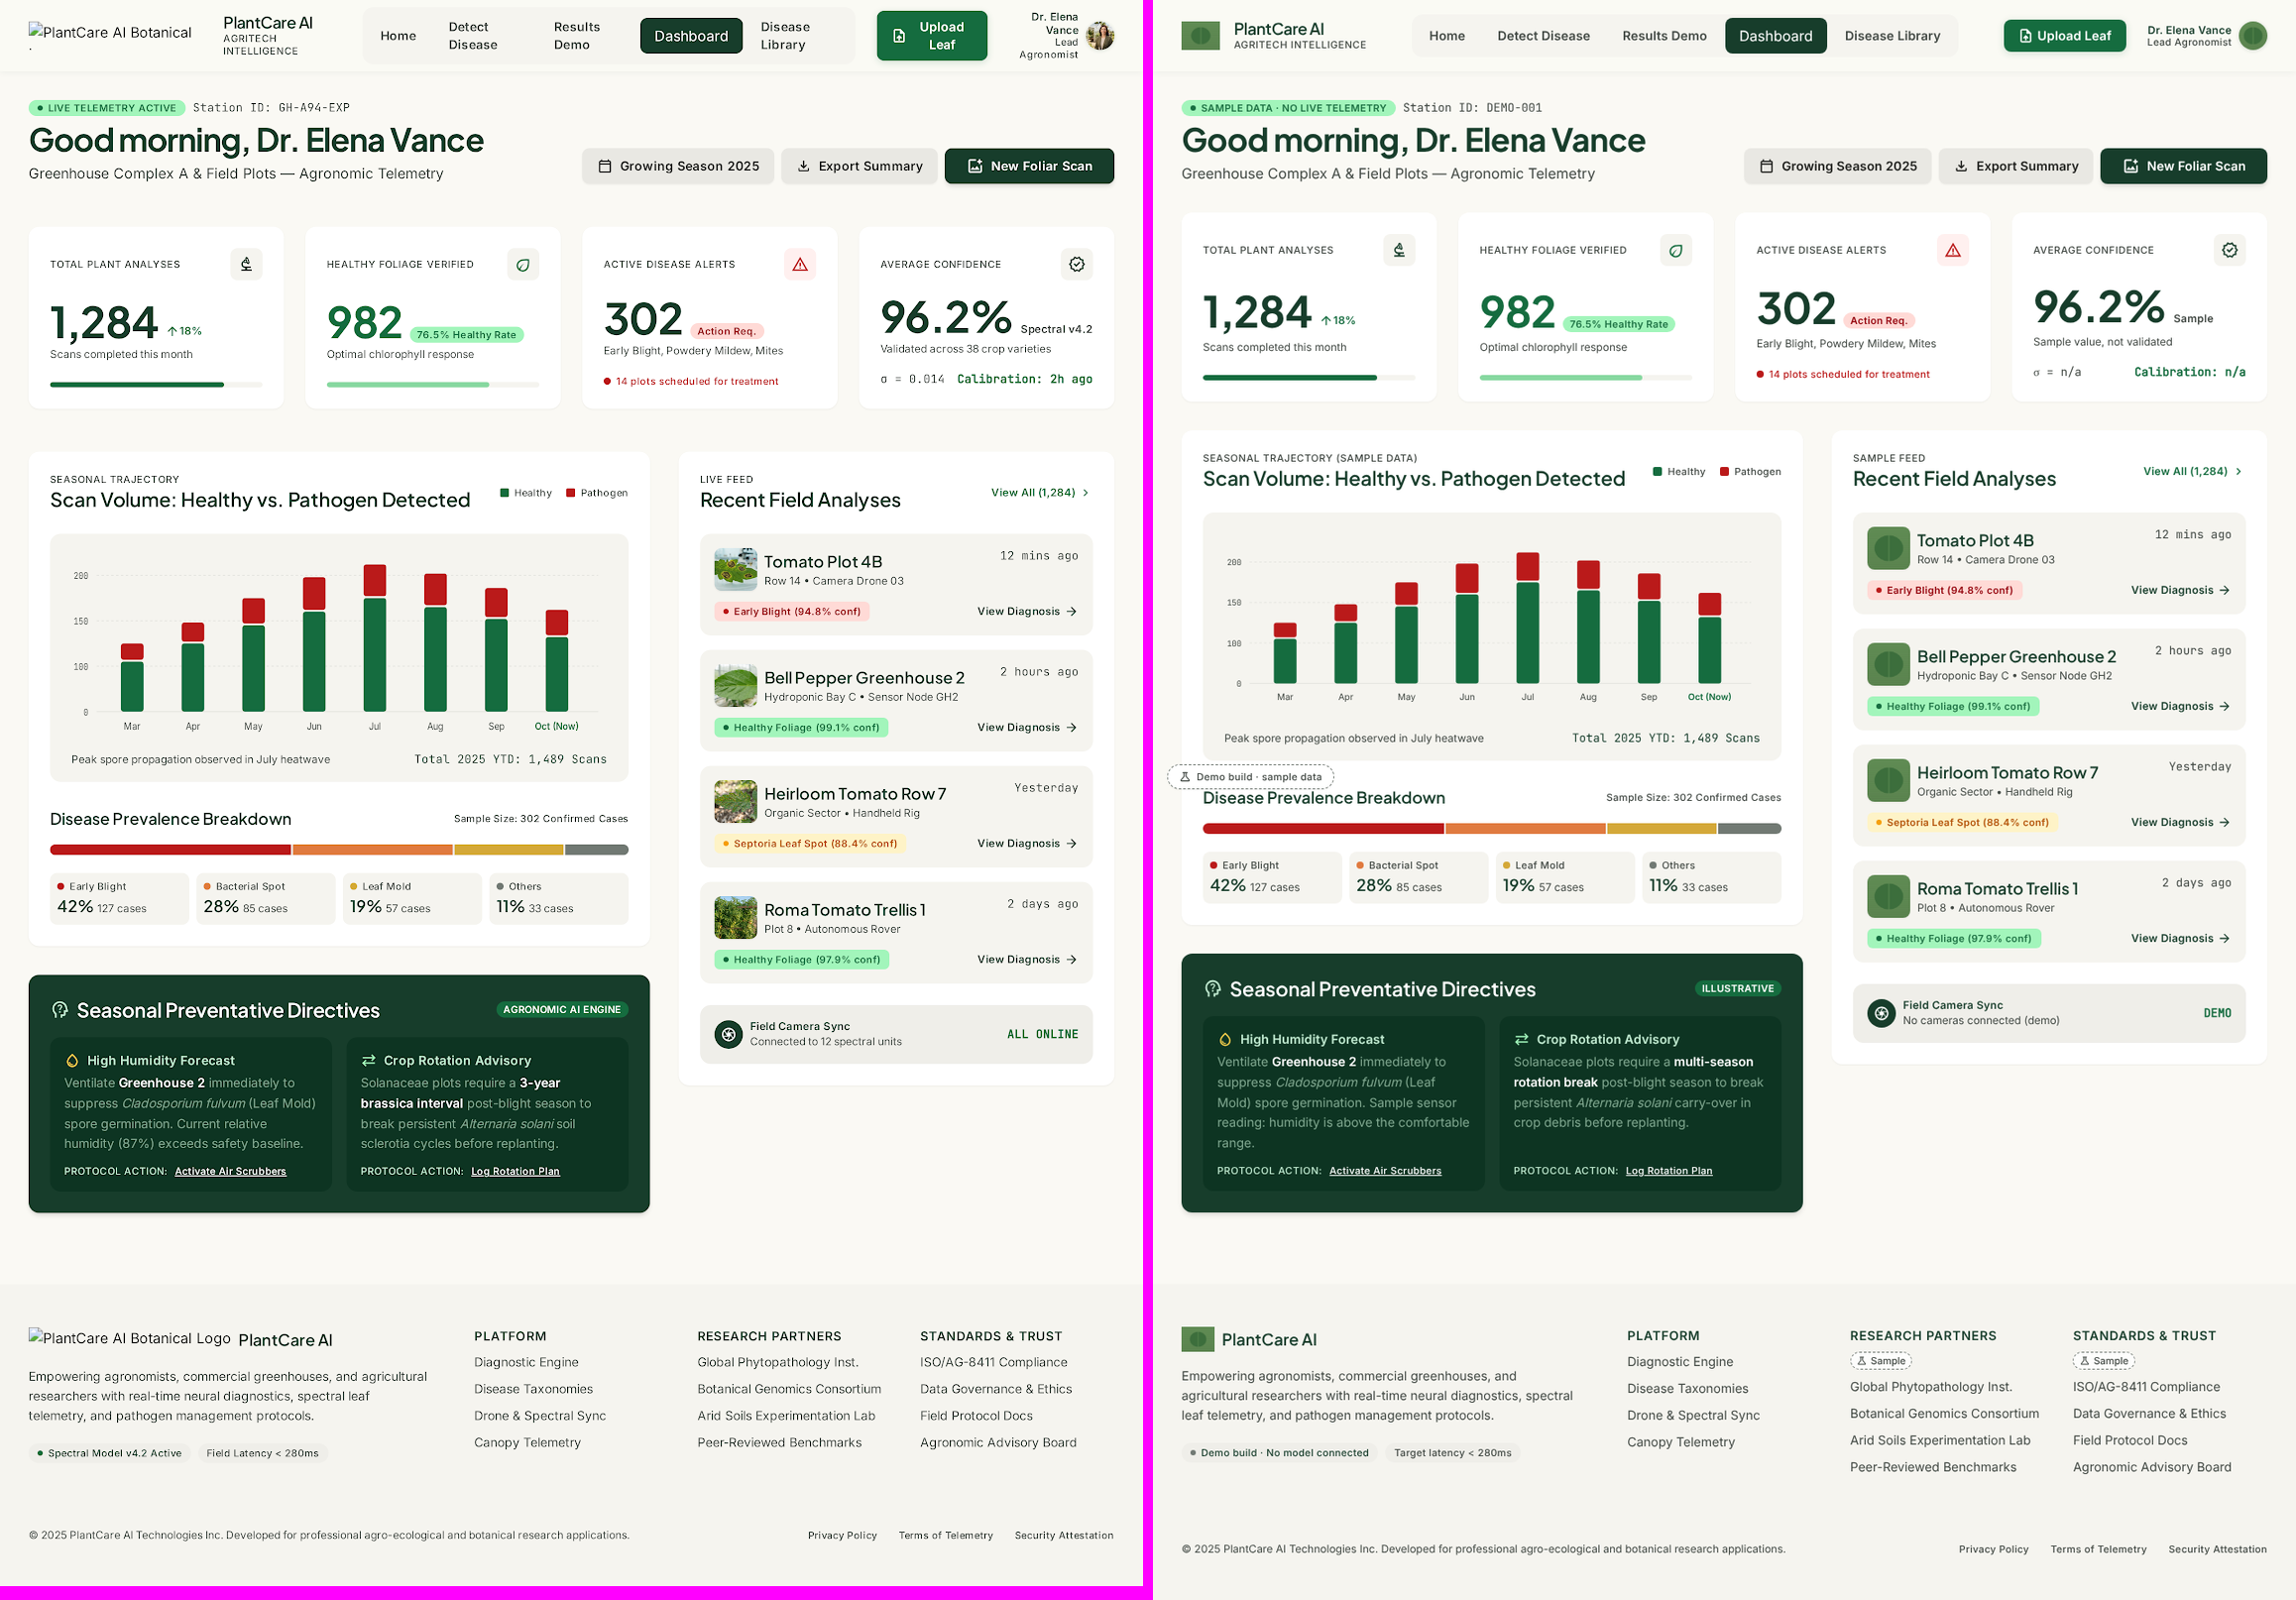 PlantCare AI Botanical
PlantCare AI
AGRITECH
INTELLIGENCE
Home
Detect
Disease
Results
Demo
Dashboard
Disease
Library
Upload
Leaf
Dr. Elena
Vance
Lead
Agronomist
LIVE TELEMETRY ACTIVE Station ID: GH-A94-EXP
Good morning, Dr. Elena Vance
Greenhouse Complex A & Field Plots — Agronomic Telemetry
Growing Season 2025
Export Summary
New Foliar Scan
TOTAL PLANT ANALYSES
1,284 ↑18%
Scans completed this month
HEALTHY FOLIAGE VERIFIED
982 76.5% Healthy Rate
Optimal chlorophyll response
ACTIVE DISEASE ALERTS
302 Action Req.
Early Blight, Powdery Mildew, Mites
14 plots scheduled for treatment
AVERAGE CONFIDENCE
96.2% Spectral v4.2
Validated across 38 crop varieties
σ = 0.014 Calibration: 2h ago
SEASONAL TRAJECTORY
Scan Volume: Healthy vs. Pathogen Detected
Healthy Pathogen
200
150
100
0
Mar Apr May Jun Jul Aug Sep Oct (Now)
Peak spore propagation observed in July heatwave Total 2025 YTD: 1,489 Scans
Disease Prevalence Breakdown Sample Size: 302 Confirmed Cases
Early Blight
42% 127 cases
Bacterial Spot
28% 85 cases
Leaf Mold
19% 57 cases
Others
11% 33 cases
Seasonal Preventative Directives AGRONOMIC AI ENGINE
High Humidity Forecast
Ventilate Greenhouse 2 immediately to
suppress Cladosporium fulvum (Leaf Mold)
spore germination. Current relative
humidity (87%) exceeds safety baseline.
PROTOCOL ACTION: Activate Air Scrubbers
Crop Rotation Advisory
Solanaceae plots require a 3-year
brassica interval post-blight season to
break persistent Alternaria solani soil
sclerotia cycles before replanting.
PROTOCOL ACTION: Log Rotation Plan
LIVE FEED
Recent Field Analyses View All (1,284)
Tomato Plot 4B 12 mins ago
Row 14 • Camera Drone 03
Early Blight (94.8% conf) View Diagnosis →
Bell Pepper Greenhouse 2 2 hours ago
Hydroponic Bay C • Sensor Node GH2
Healthy Foliage (99.1% conf) View Diagnosis →
Heirloom Tomato Row 7 Yesterday
Organic Sector • Handheld Rig
Septoria Leaf Spot (88.4% conf) View Diagnosis →
Roma Tomato Trellis 1 2 days ago
Plot 8 • Autonomous Rover
Healthy Foliage (97.9% conf) View Diagnosis →
Field Camera Sync
Connected to 12 spectral units
ALL ONLINE
PlantCare AI Botanical Logo PlantCare AI
Empowering agronomists, commercial greenhouses, and agricultural
researchers with real-time neural diagnostics, spectral leaf
telemetry, and pathogen management protocols.
Spectral Model v4.2 Active Field Latency < 280ms
PLATFORM
Diagnostic Engine
Disease Taxonomies
Drone & Spectral Sync
Canopy Telemetry
RESEARCH PARTNERS
Global Phytopathology Inst.
Botanical Genomics Consortium
Arid Soils Experimentation Lab
Peer-Reviewed Benchmarks
STANDARDS & TRUST
ISO/AG-8411 Compliance
Data Governance & Ethics
Field Protocol Docs
Agronomic Advisory Board
© 2025 PlantCare AI Technologies Inc. Developed for professional agro-ecological and botanical research applications.
Privacy Policy Terms of Telemetry Security Attestation
PlantCare AI
AGRITECH INTELLIGENCE
Home
Detect Disease
Results Demo
Dashboard
Disease Library
Upload Leaf
Dr. Elena Vance
Lead Agronomist
SAMPLE DATA · NO LIVE TELEMETRY Station ID: DEMO-001
Good morning, Dr. Elena Vance
Greenhouse Complex A & Field Plots — Agronomic Telemetry
Growing Season 2025
Export Summary
New Foliar Scan
TOTAL PLANT ANALYSES
1,284 ↑18%
Scans completed this month
HEALTHY FOLIAGE VERIFIED
982 76.5% Healthy Rate
Optimal chlorophyll response
ACTIVE DISEASE ALERTS
302 Action Req.
Early Blight, Powdery Mildew, Mites
14 plots scheduled for treatment
AVERAGE CONFIDENCE
96.2% Sample
Sample value, not validated
σ = n/a Calibration: n/a
SEASONAL TRAJECTORY (SAMPLE DATA)
Scan Volume: Healthy vs. Pathogen Detected
Healthy Pathogen
200
150
100
0
Mar Apr May Jun Jul Aug Sep Oct (Now)
Peak spore propagation observed in July heatwave Total 2025 YTD: 1,489 Scans
Demo build · sample data
Disease Prevalence Breakdown Sample Size: 302 Confirmed Cases
Early Blight
42% 127 cases
Bacterial Spot
28% 85 cases
Leaf Mold
19% 57 cases
Others
11% 33 cases
Seasonal Preventative Directives ILLUSTRATIVE
High Humidity Forecast
Ventilate Greenhouse 2 immediately to
suppress Cladosporium fulvum (Leaf
Mold) spore germination. Sample sensor
reading: humidity is above the comfortable
range.
PROTOCOL ACTION: Activate Air Scrubbers
Crop Rotation Advisory
Solanaceae plots require a multi-season
rotation break post-blight season to break
persistent Alternaria solani carry-over in
crop debris before replanting.
PROTOCOL ACTION: Log Rotation Plan
SAMPLE FEED
Recent Field Analyses View All (1,284)
Tomato Plot 4B 12 mins ago
Row 14 • Camera Drone 03
Early Blight (94.8% conf) View Diagnosis →
Bell Pepper Greenhouse 2 2 hours ago
Hydroponic Bay C • Sensor Node GH2
Healthy Foliage (99.1% conf) View Diagnosis →
Heirloom Tomato Row 7 Yesterday
Organic Sector • Handheld Rig
Septoria Leaf Spot (88.4% conf) View Diagnosis →
Roma Tomato Trellis 1 2 days ago
Plot 8 • Autonomous Rover
Healthy Foliage (97.9% conf) View Diagnosis →
Field Camera Sync
No cameras connected (demo)
DEMO
PlantCare AI
Empowering agronomists, commercial greenhouses, and
agricultural researchers with real-time neural diagnostics, spectral
leaf telemetry, and pathogen management protocols.
Demo build · No model connected Target latency < 280ms
PLATFORM
Diagnostic Engine
Disease Taxonomies
Drone & Spectral Sync
Canopy Telemetry
RESEARCH PARTNERS
Sample
Global Phytopathology Inst.
Botanical Genomics Consortium
Arid Soils Experimentation Lab
Peer-Reviewed Benchmarks
STANDARDS & TRUST
Sample
ISO/AG-8411 Compliance
Data Governance & Ethics
Field Protocol Docs
Agronomic Advisory Board
© 2025 PlantCare AI Technologies Inc. Developed for professional agro-ecological and botanical research applications.
Privacy Policy Terms of Telemetry Security Attestation